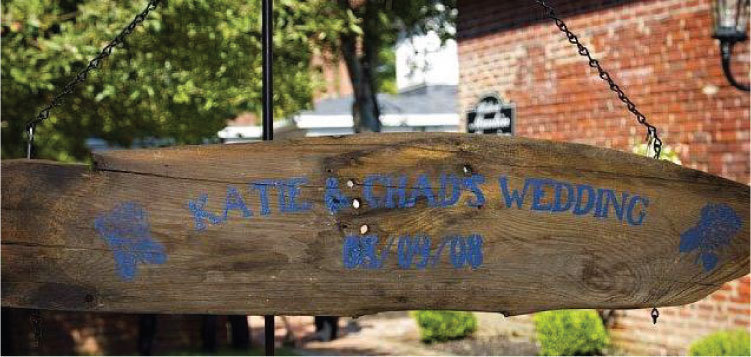 KATIE & CHAD'S WEDDING
08/09/08